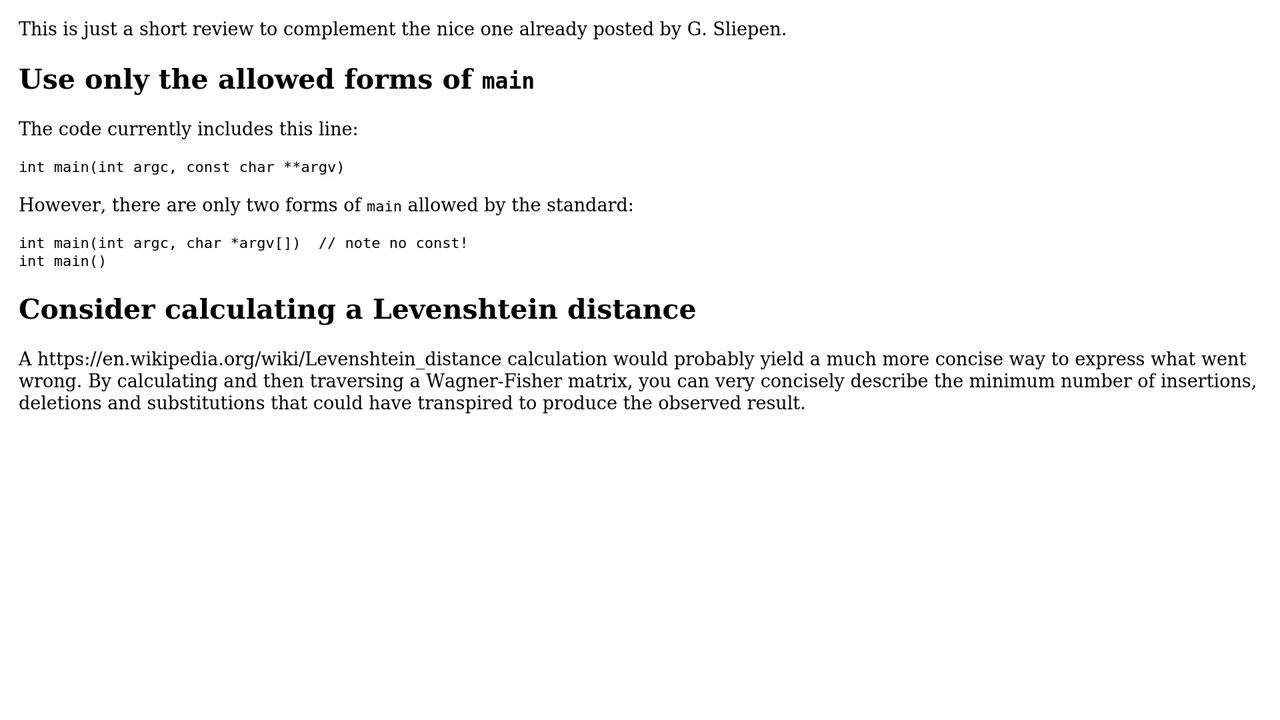 This is just a short review to complement the nice one already posted by G. Sliepen.
Use only the allowed forms of main
The code currently includes this line:
int main(int argc, const char **argv)
However, there are only two forms of main allowed by the standard:
int main(int argc, char *argv[])  // note no const!
int main()
Consider calculating a Levenshtein distance
A https://en.wikipedia.org/wiki/Levenshtein_distance calculation would probably yield a much more concise way to express what went
wrong. By calculating and then traversing a Wagner-Fisher matrix, you can very concisely describe the minimum number of insertions,
deletions and substitutions that could have transpired to produce the observed result.